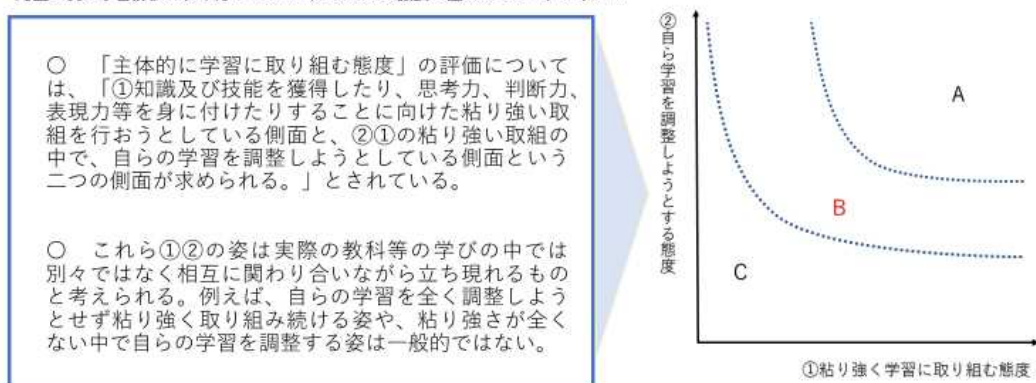 ○　「主体的に学習に取り組む態度」の評価については、「①知識及び技能を獲得したり、思考力、判断力、
表現力等を身に付けたりすることに向けた粘り強い取
組を行おうとしている側面と、②①の粘り強い取組の
中で、自らの学習を調整しようとしている側面という
二つの側面が求められる。」とされている。
○　これら①②の姿は実際の教科等の学びの中では
別々ではなく相互に関わり合いながら立ち現れるもの
と考えられる。例えば、自らの学習を全く調整しよう
とせず粘り強く取り組み続ける姿や、粘り強さが全く
ない中で自らの学習を調整する姿は一般的ではない。
②自ら学習を調整しようとする態度
A
B
C
①粘り強く学習に取り組む態度